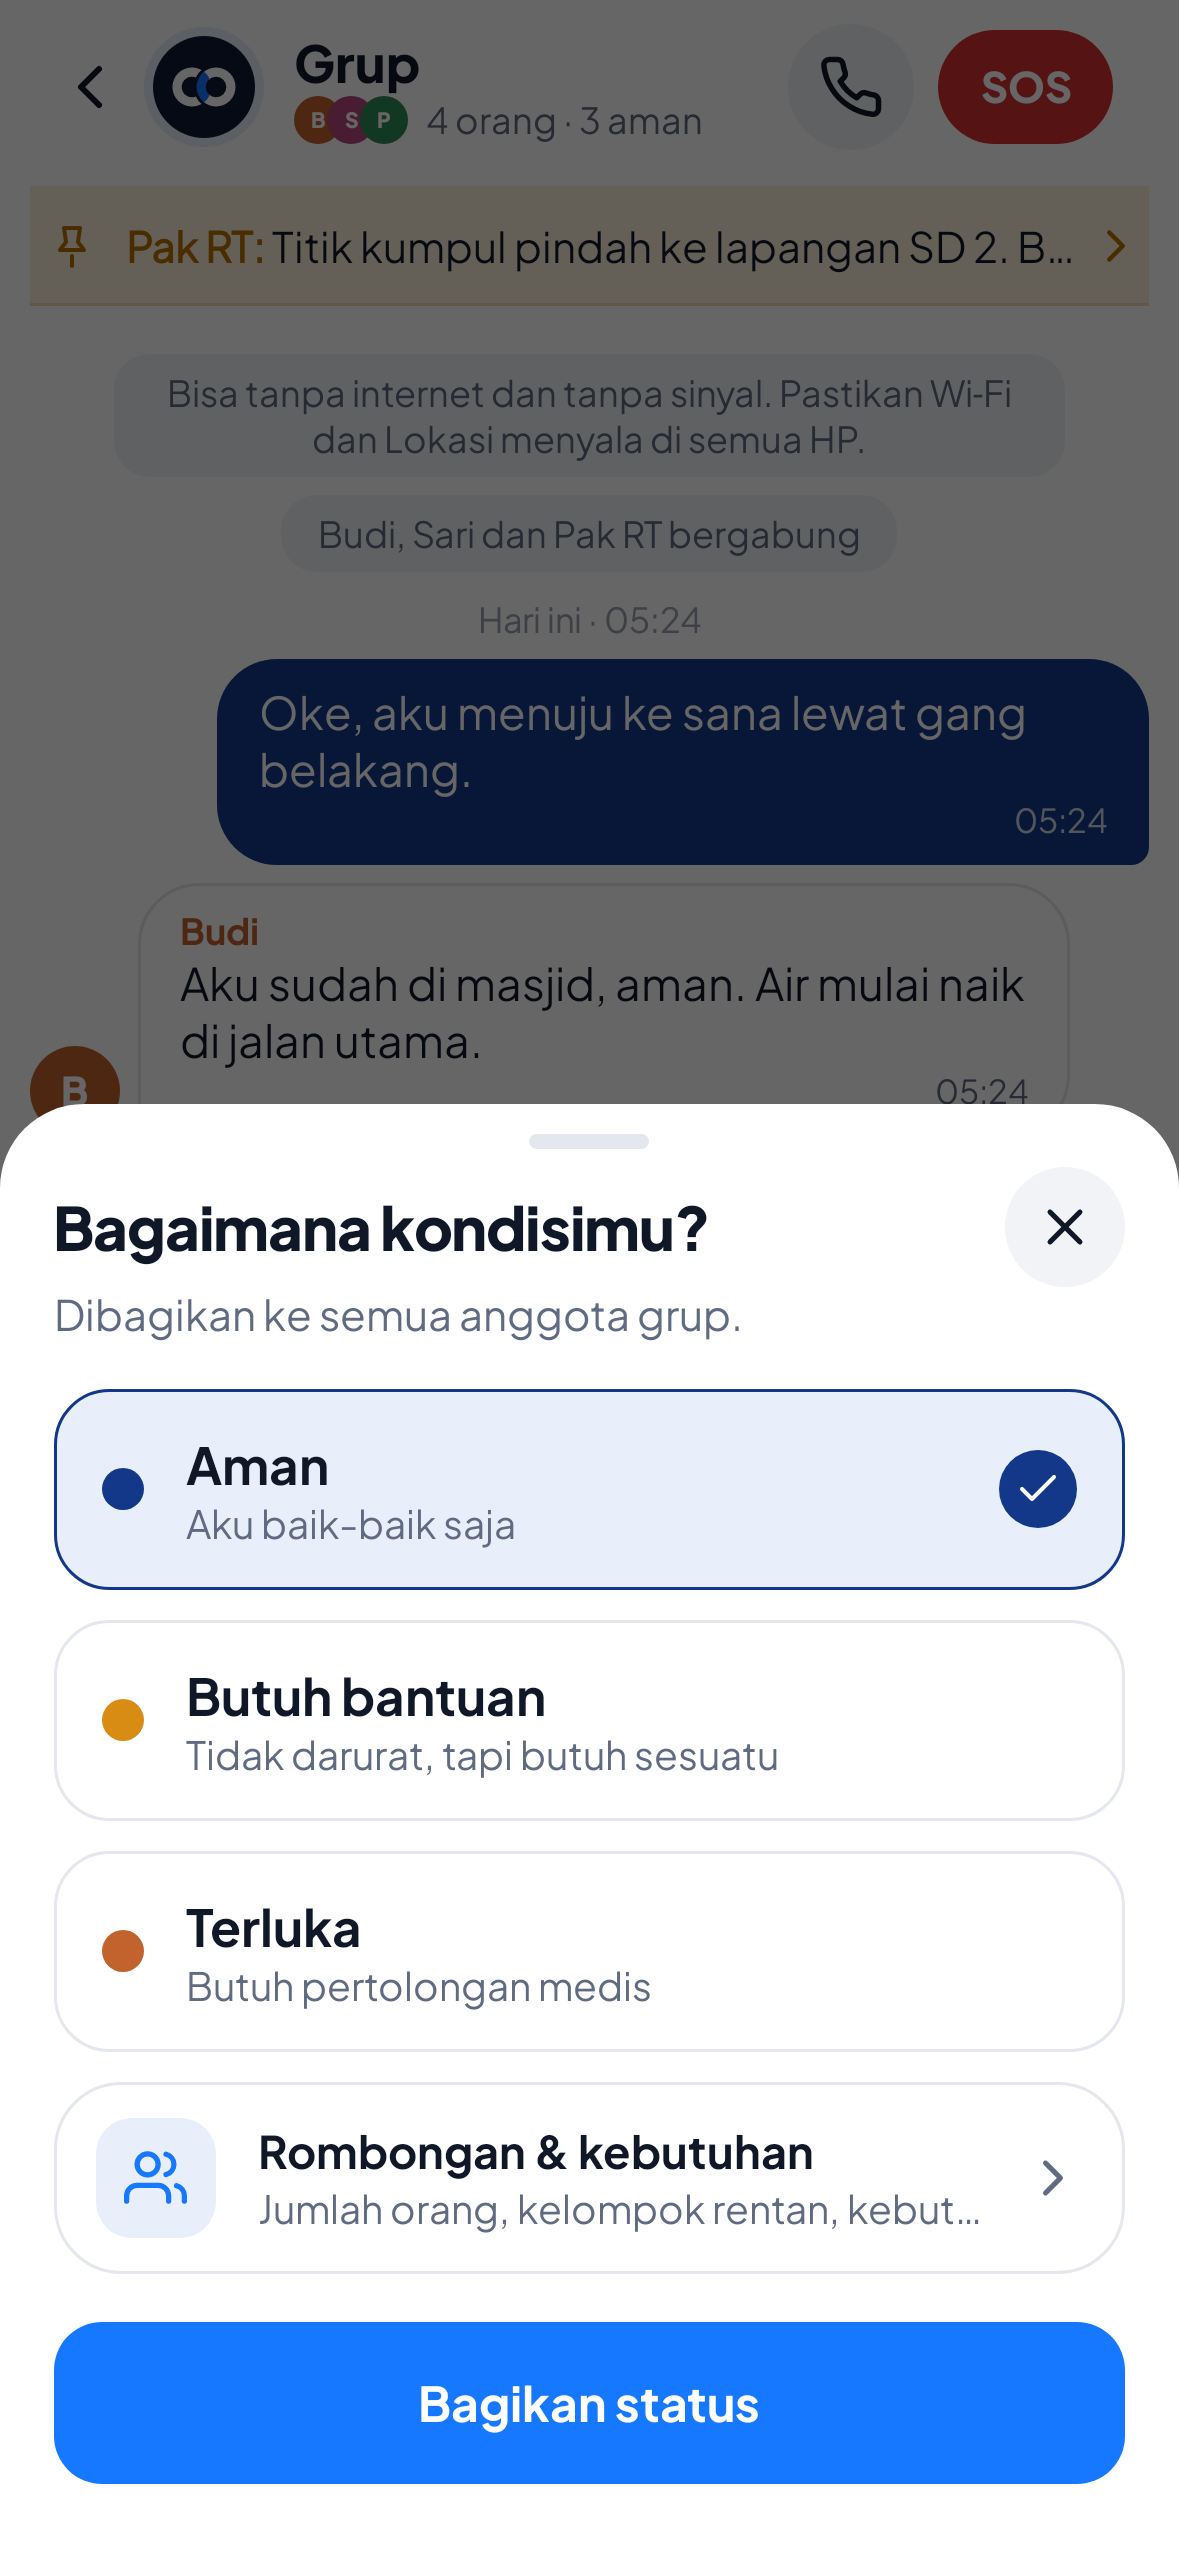 Grup
SOS
B S P 4 orang · 3 aman
Pak RT: Titik kumpul pindah ke lapangan SD 2. B...
Bisa tanpa internet dan tanpa sinyal. Pastikan Wi-Fi
dan Lokasi menyala di semua HP.
Budi, Sari dan Pak RT bergabung
Hari ini · 05:24
Oke, aku menuju ke sana lewat gang
belakang.
05:24
Budi
Aku sudah di masjid, aman. Air mulai naik
di jalan utama.
B
05:24
Bagaimana kondisimu?
Dibagikan ke semua anggota grup.
Aman
Aku baik-baik saja
Butuh bantuan
Tidak darurat, tapi butuh sesuatu
Terluka
Butuh pertolongan medis
Rombongan & kebutuhan
Jumlah orang, kelompok rentan, kebut...
Bagikan status